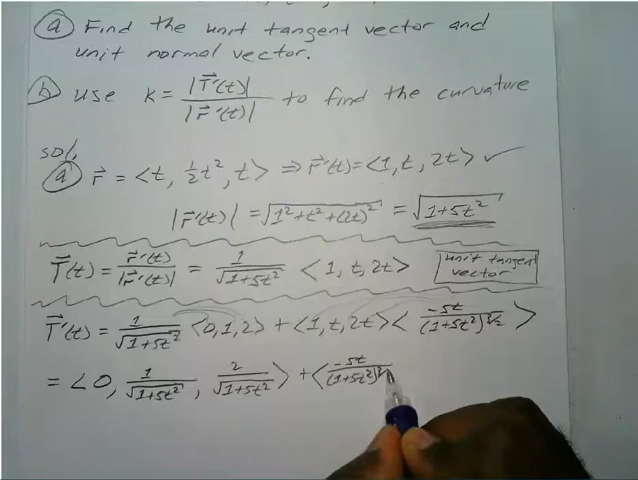 ⓐ Find the unit tangent vector and
unit normal vector.
ⓑ Use K = |T⃗'(t)| / |r⃗'(t)| to find the curvature
solⁿ.
ⓐ r⃗ = <t, ½t², t> ⇒ r⃗'(t) = <1, t, 2t> ✓
|r⃗'(t)| = √(1² + t² + (2t)²) = √(1+5t²)
T⃗(t) = r⃗'(t) / |r⃗'(t)| = 1/√(1+5t²) <1, t, 2t> unit tangent vector
T⃗'(t) = 1/√(1+5t²) <0, 1, 2> + <1, t, 2t> < -5t/(1+5t²)^(3/2) >
= <0, 1/√(1+5t²), 2/√(1+5t²)> + < -5t/(1+5t²)^(3/2)